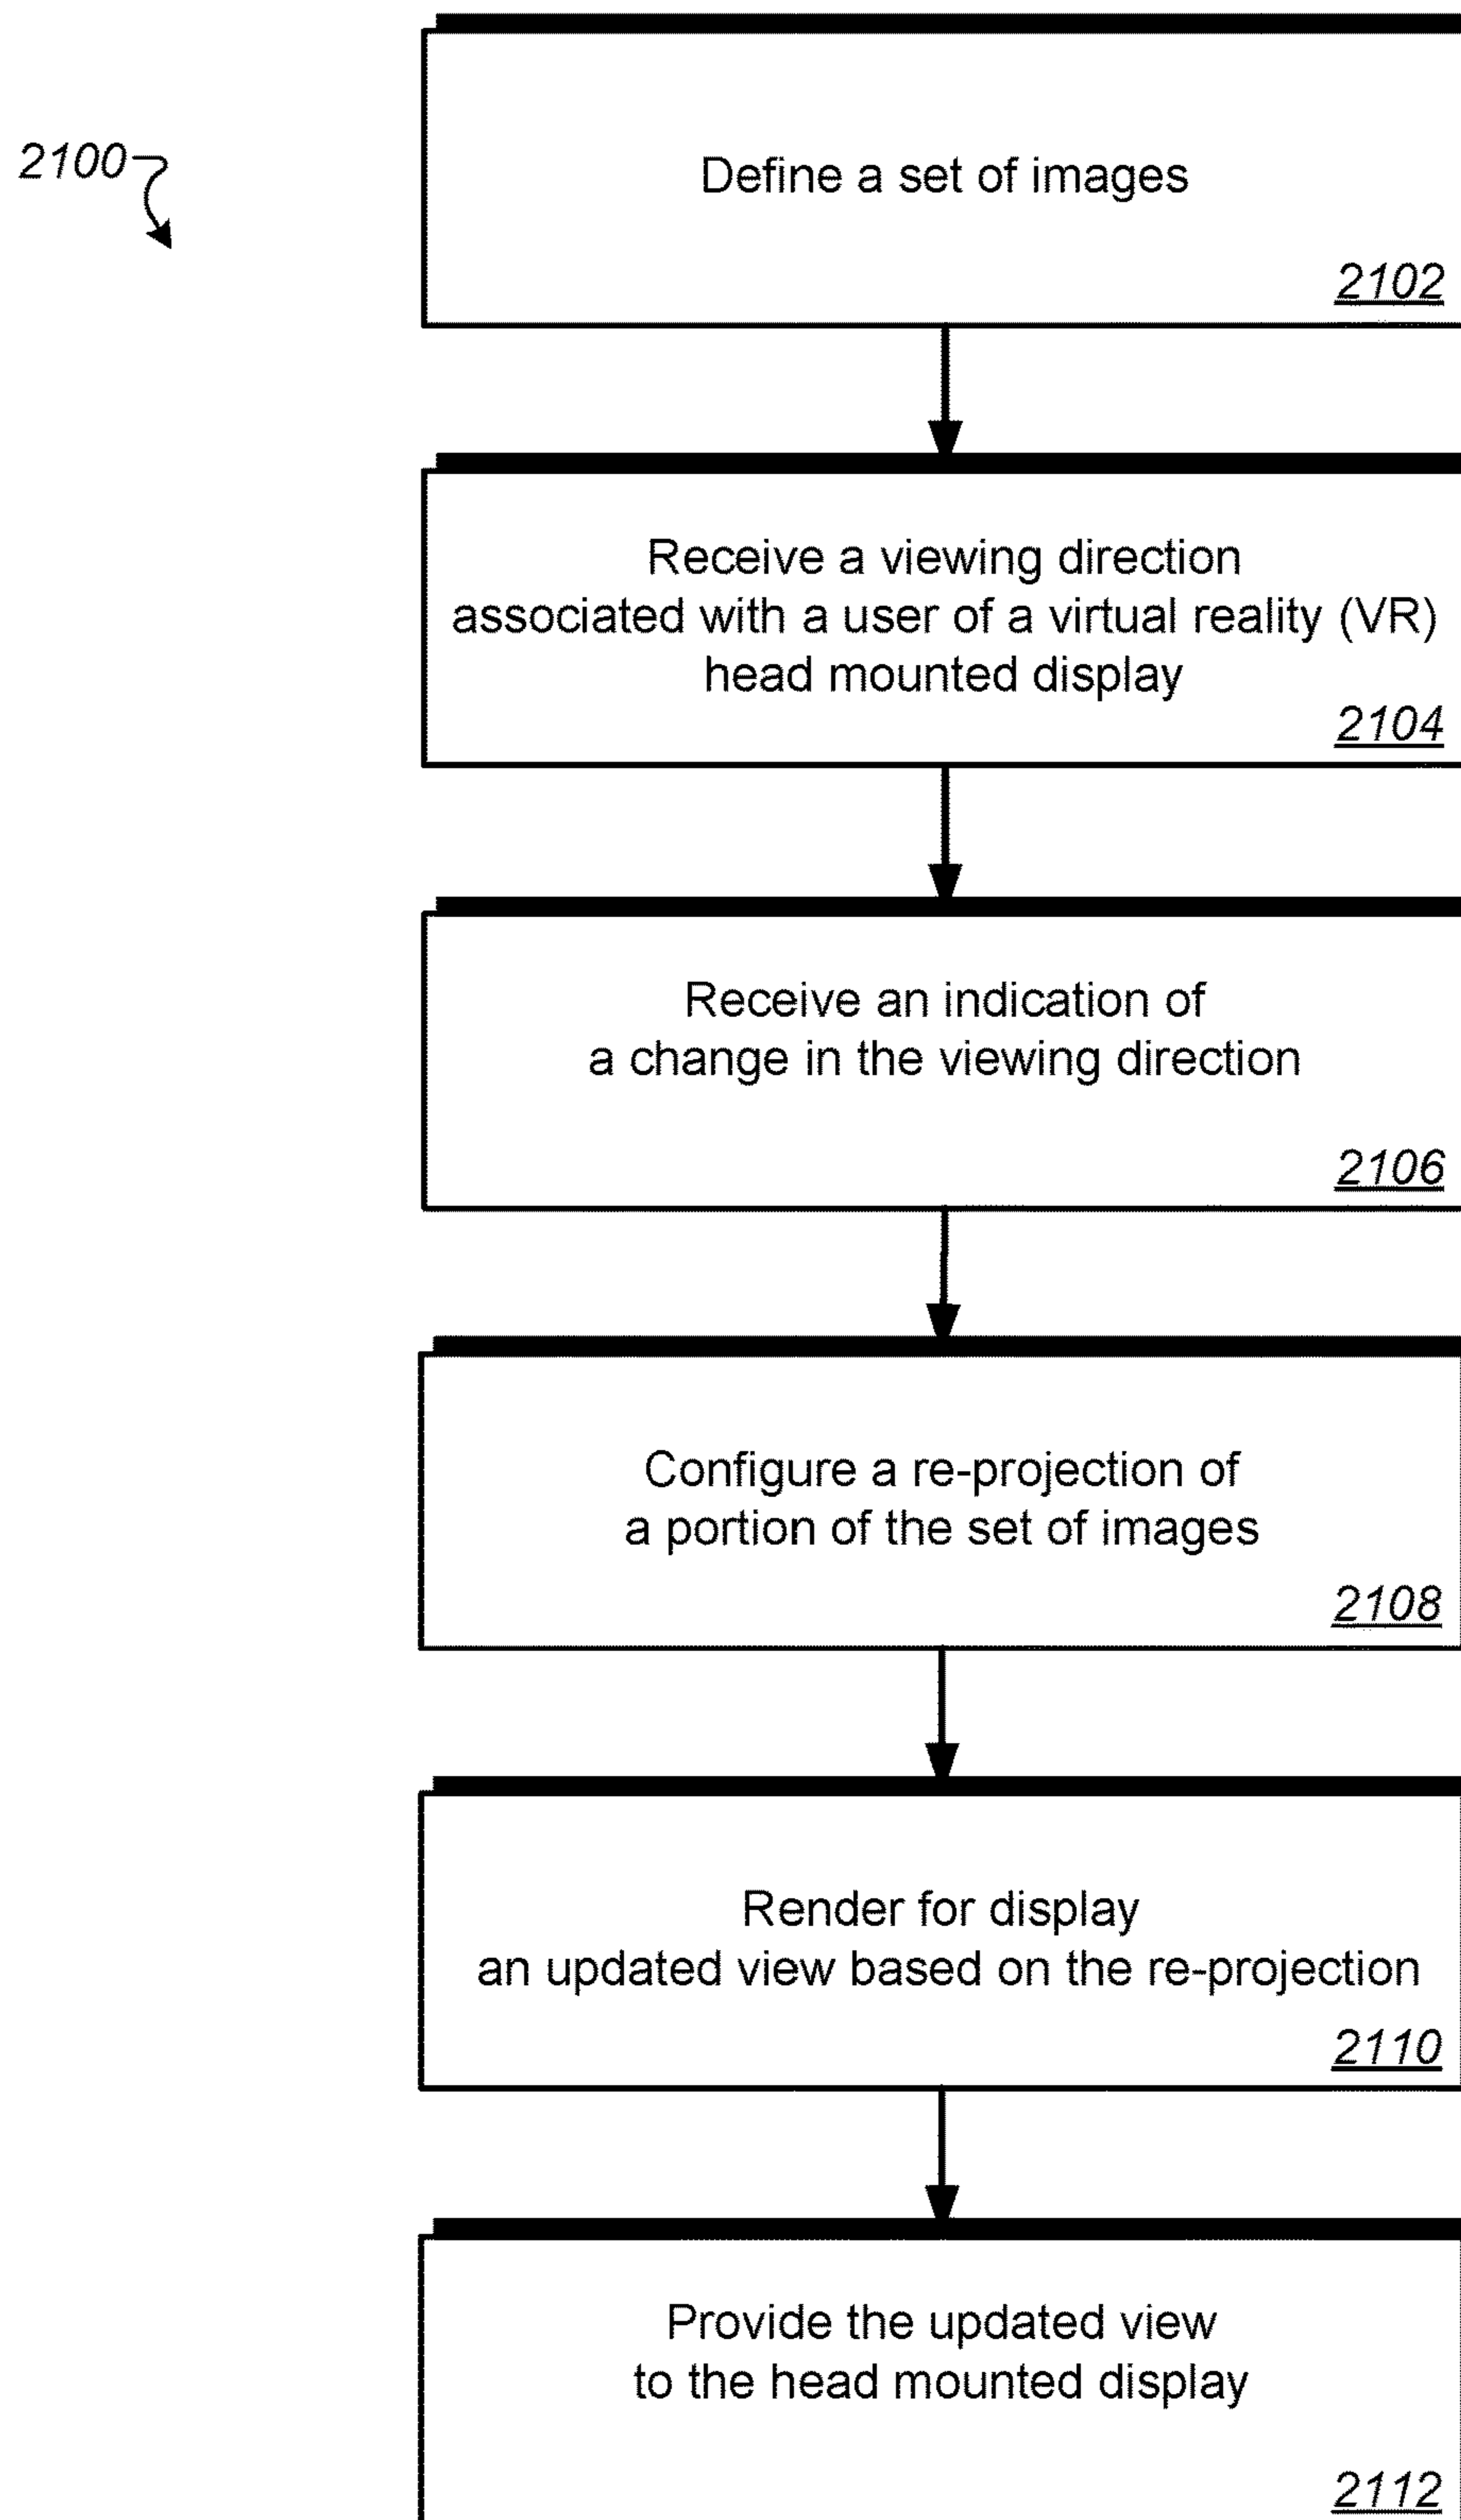 2100
Define a set of images
2102
Receive a viewing direction
associated with a user of a virtual reality (VR)
head mounted display
2104
Receive an indication of
a change in the viewing direction
2106
Configure a re-projection of
a portion of the set of images
2108
Render for display
an updated view based on the re-projection
2110
Provide the updated view
to the head mounted display
2112